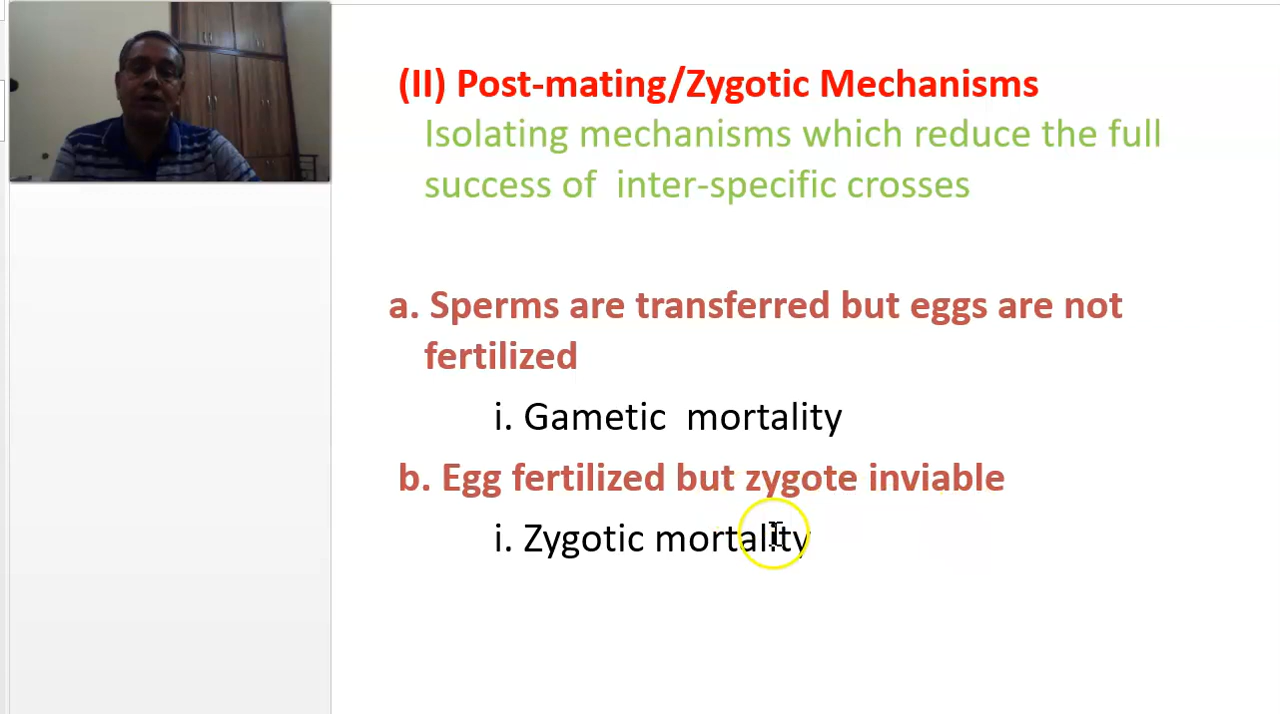 (II) Post-mating/Zygotic Mechanisms
Isolating mechanisms which reduce the full
success of inter-specific crosses
a. Sperms are transferred but eggs are not
fertilized
i. Gametic mortality
b. Egg fertilized but zygote inviable
i. Zygotic mortality